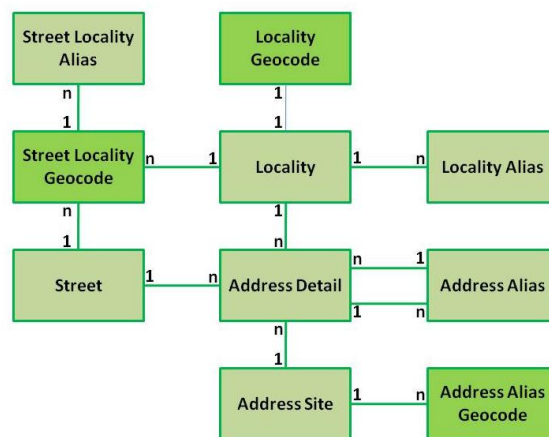 Street Locality
Alias
Locality
Geocode
n
1
1
1
Street Locality
Geocode
n
1
Locality
1
n
Locality Alias
n
1
1
n
Street
1
n
Address Detail
n
1
1
n
Address Alias
n
1
Address Site
1
n
Address Alias
Geocode